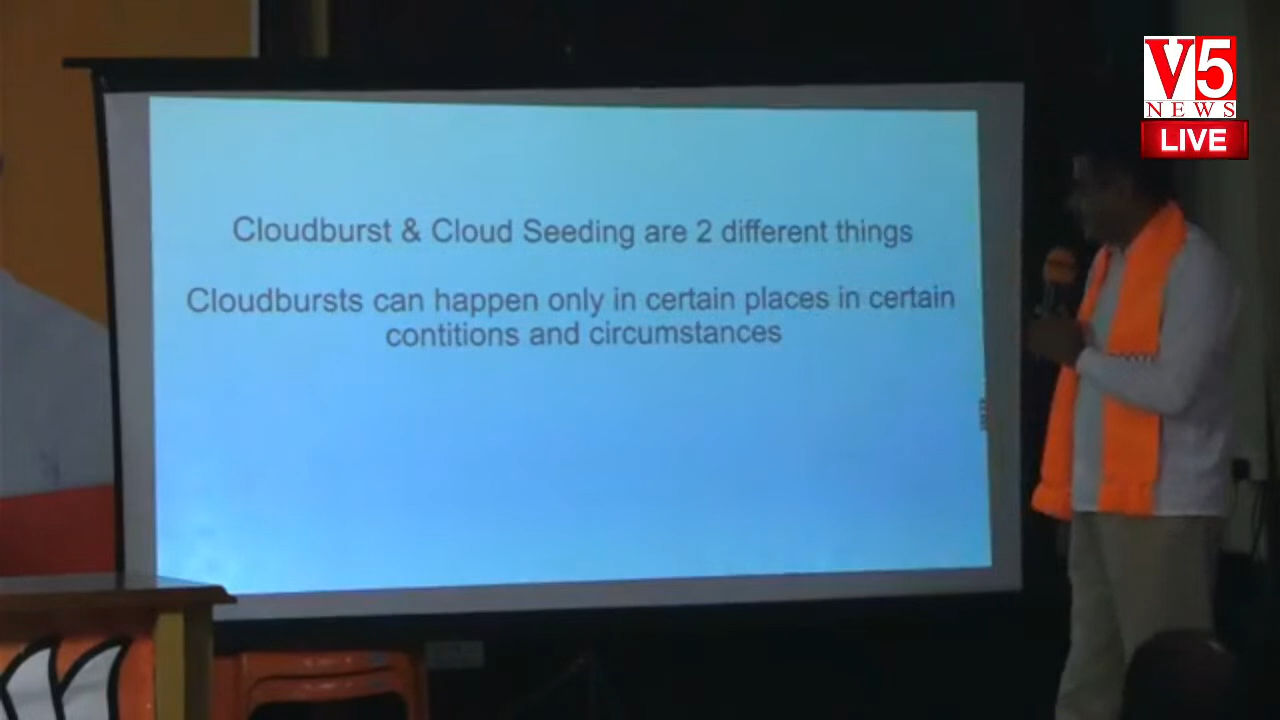 V5
NEWS
LIVE
Cloudburst & Cloud Seeding are 2 different things
Cloudbursts can happen only in certain places in certain
contitions and circumstances